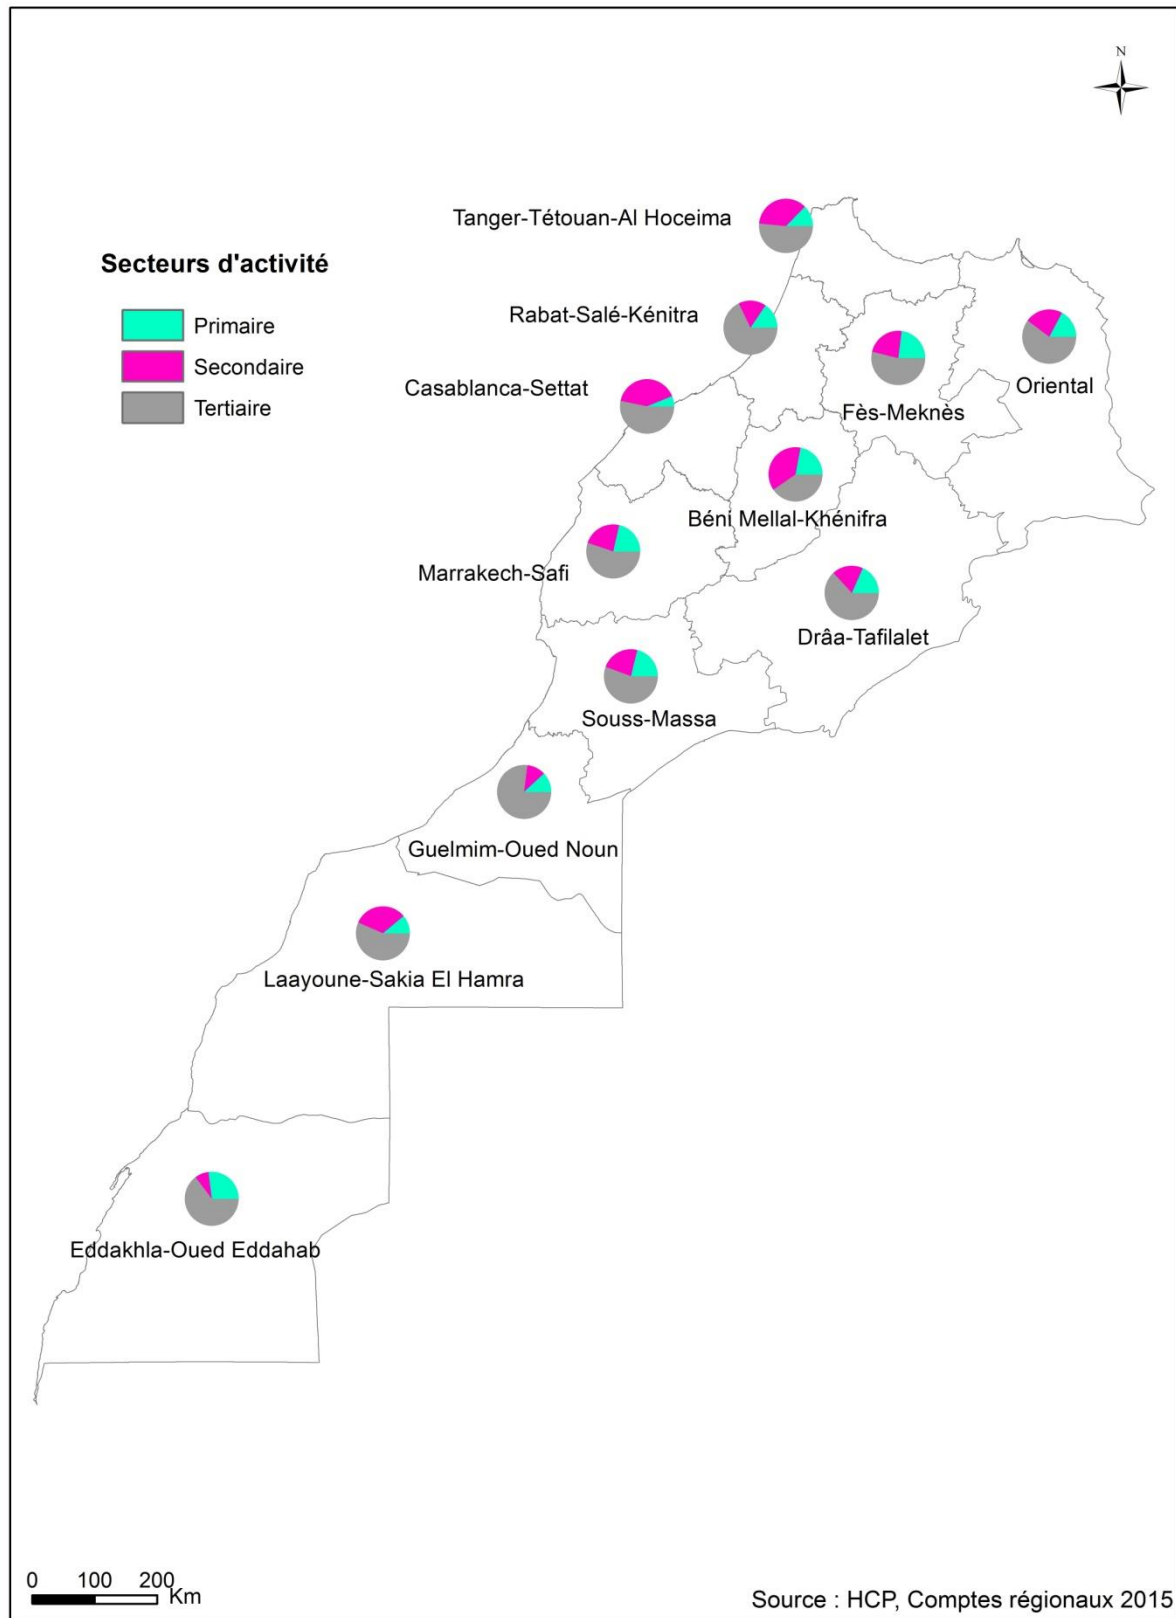 N
Tanger-Tétouan-Al Hoceima
Secteurs d'activité
Primaire
Secondaire
Tertiaire
Rabat-Salé-Kénitra
Casablanca-Settat
Oriental
Fès-Meknès
Béni Mellal-Khénifra
Marrakech-Safi
Drâa-Tafilalet
Souss-Massa
Guelmim-Oued Noun
Laayoune-Sakia El Hamra
Eddakhla-Oued Eddahab
0 100 200
Km
Source : HCP, Comptes régionaux 2015